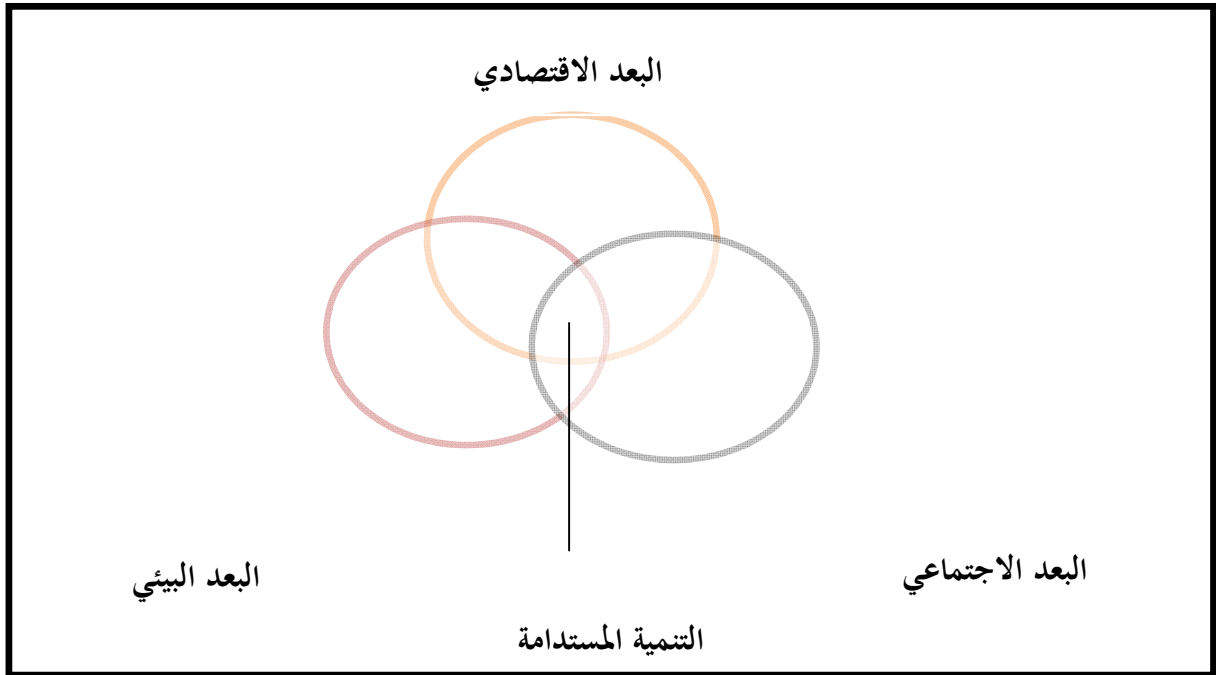 البعد الاقتصادي
البعد الاجتماعي
البعد البيئي
التنمية المستدامة